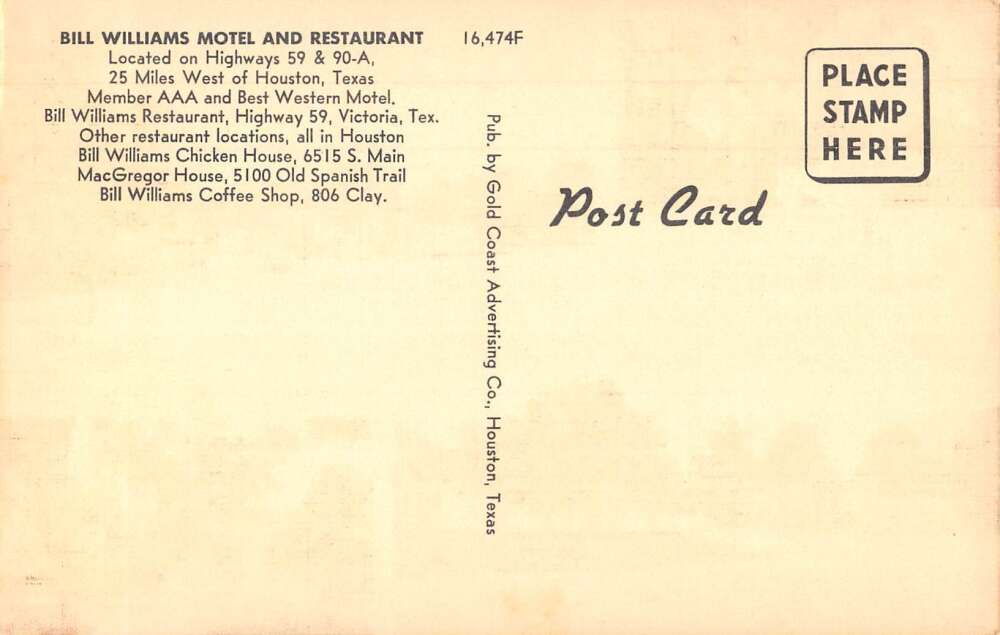 BILL WILLIAMS MOTEL AND RESTAURANT
Located on Highways 59 & 90-A,
25 Miles West of Houston, Texas
Member AAA and Best Western Motel.
Bill Williams Restaurant, Highway 59, Victoria, Tex.
Other restaurant locations, all in Houston
Bill Williams Chicken House, 6515 S. Main
MacGregor House, 5100 Old Spanish Trail
Bill Williams Coffee Shop, 806 Clay.
16,474F
Pub. by Gold Coast Advertising Co., Houston, Texas
PLACE
STAMP
HERE
Post Card